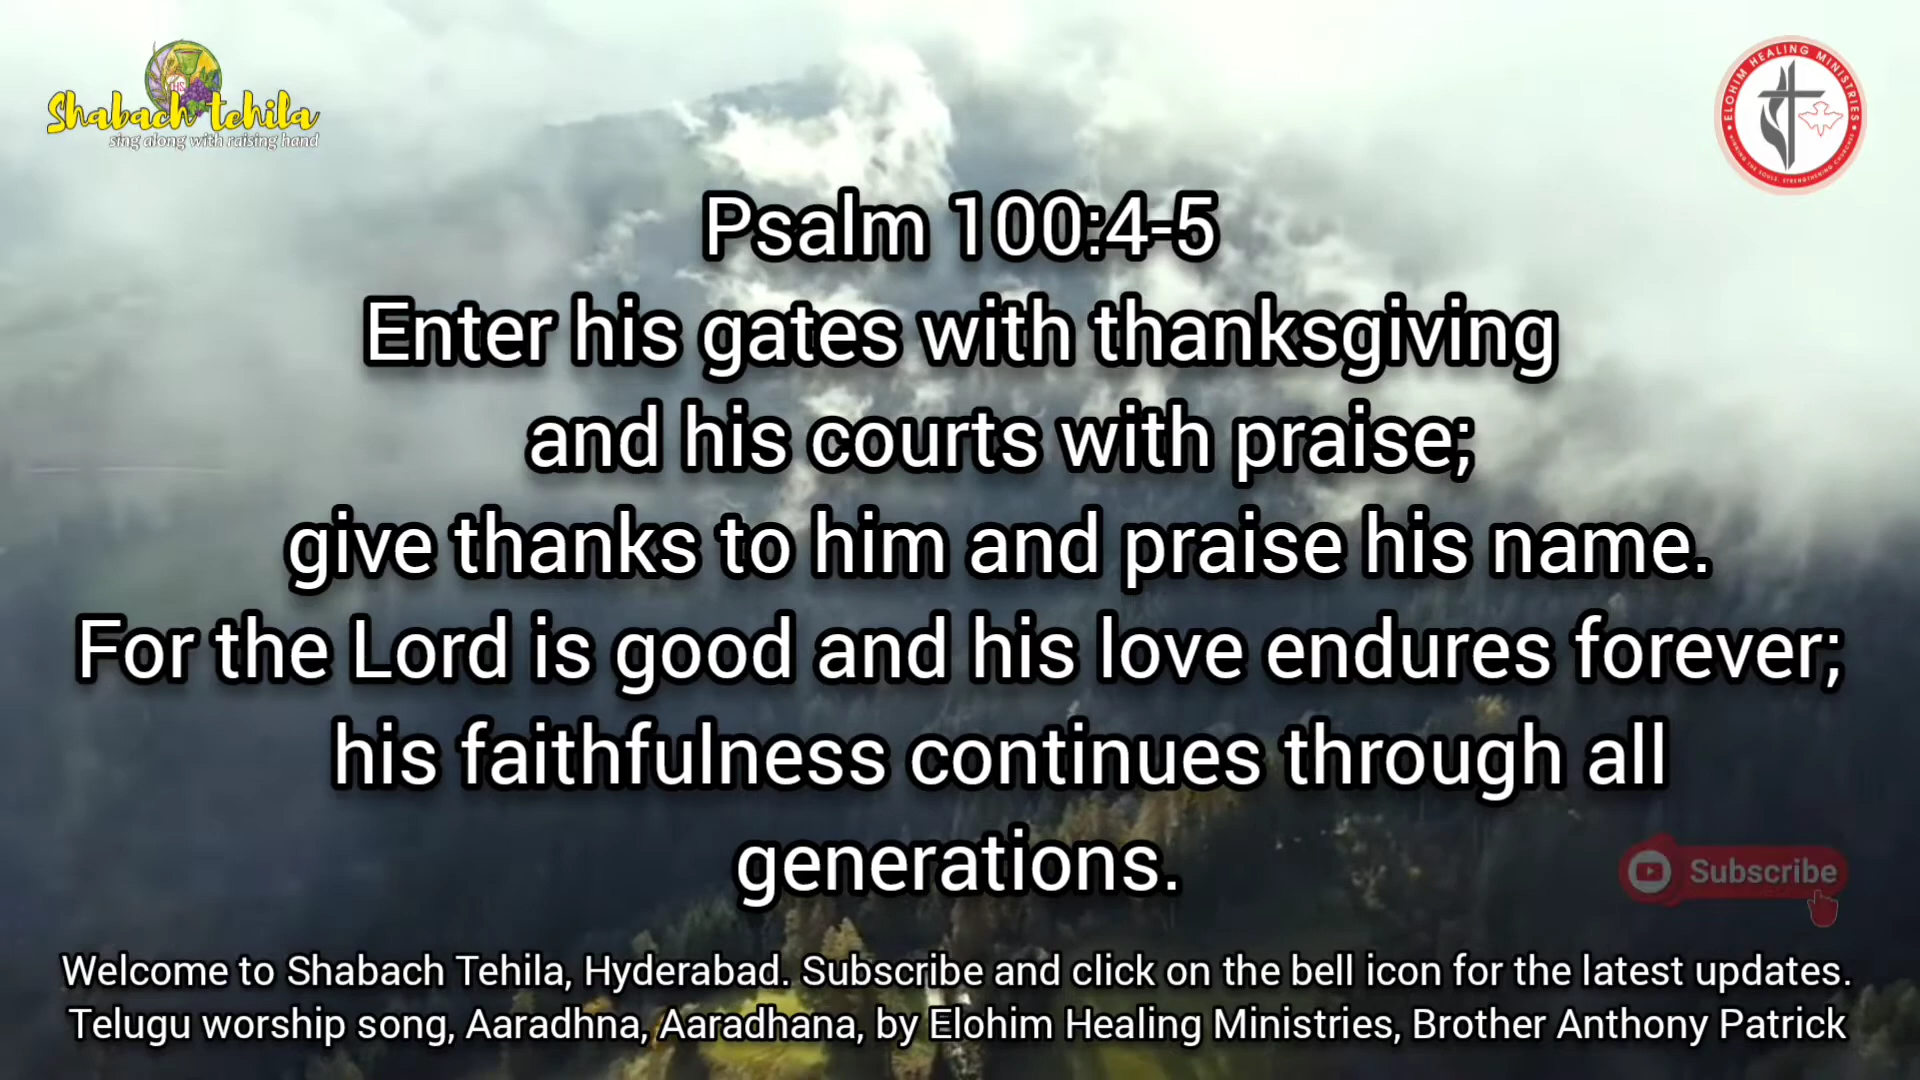 Shabach tehila
sing along with raising hand
ELOHIM HEALING MINISTRIES
Psalm 100:4-5
Enter his gates with thanksgiving
and his courts with praise;
give thanks to him and praise his name.
For the Lord is good and his love endures forever;
his faithfulness continues through all
generations.
Subscribe
Welcome to Shabach Tehila, Hyderabad. Subscribe and click on the bell icon for the latest updates.
Telugu worship song, Aaradhna, Aaradhana, by Elohim Healing Ministries, Brother Anthony Patrick